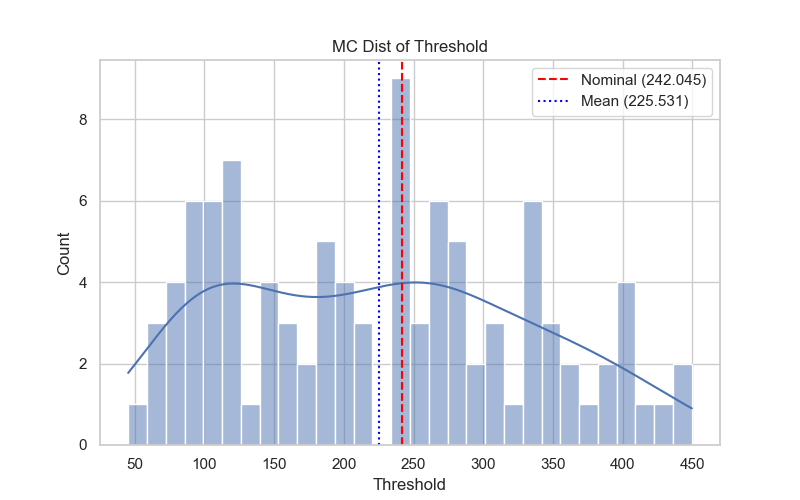 MC Dist of Threshold
Nominal (242.045)
Mean (225.531)
Count
8
6
4
2
0
50 100 150 200 250 300 350 400 450
Threshold